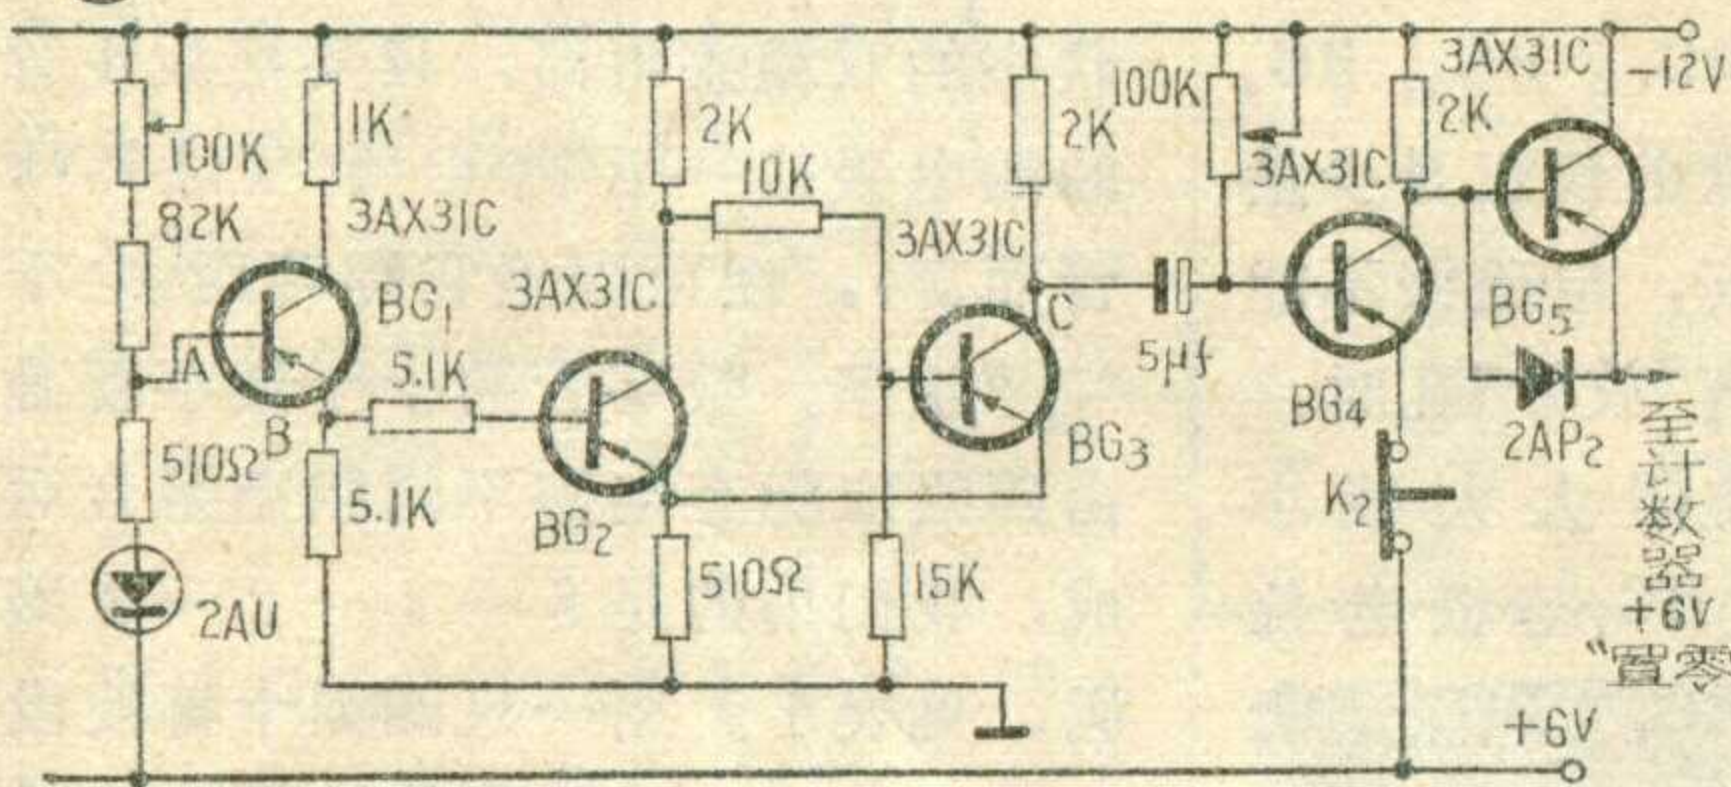 100K
82K
A
510Ω
2AU
1K
3AX31C
BG1
B
5.1K
5.1K
2K
10K
3AX31C
BG2
510Ω
15K
3AX31C
2K
C
BG3
5μf
100K
3AX31C
BG4
K2
2K
3AX31C
-12V
BG5
2AP2
至计数器
+6V
“置零
+6V